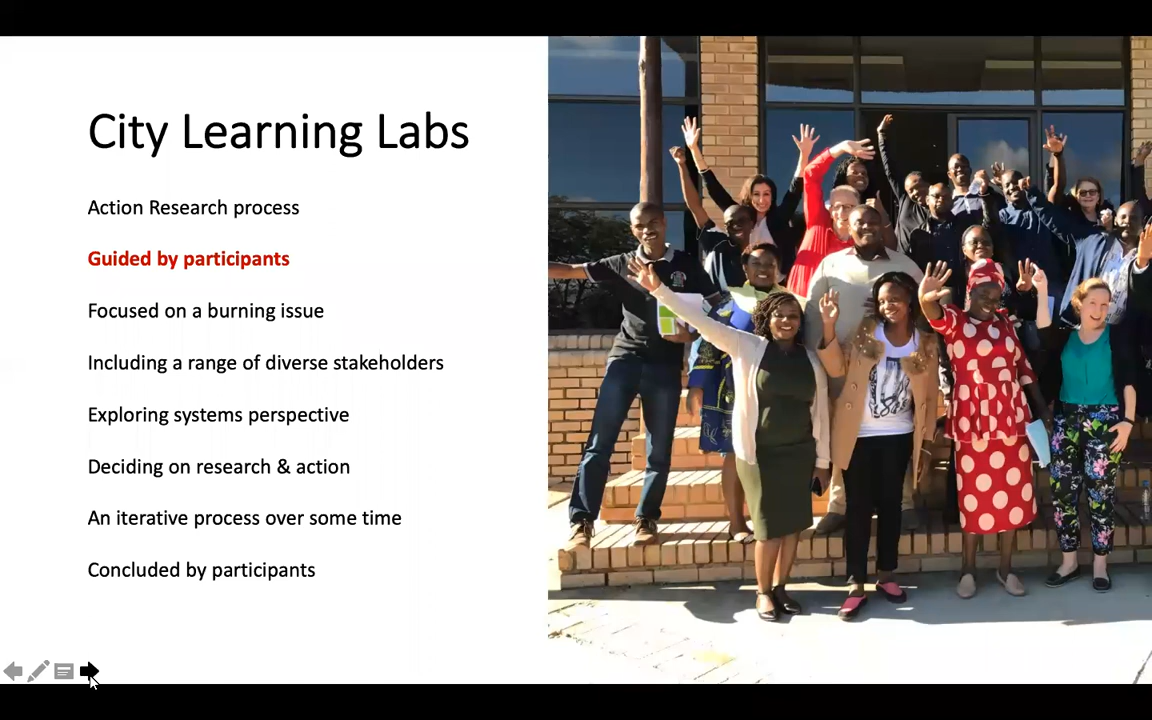 City Learning Labs
Action Research process
Guided by participants
Focused on a burning issue
Including a range of diverse stakeholders
Exploring systems perspective
Deciding on research & action
An iterative process over some time
Concluded by participants